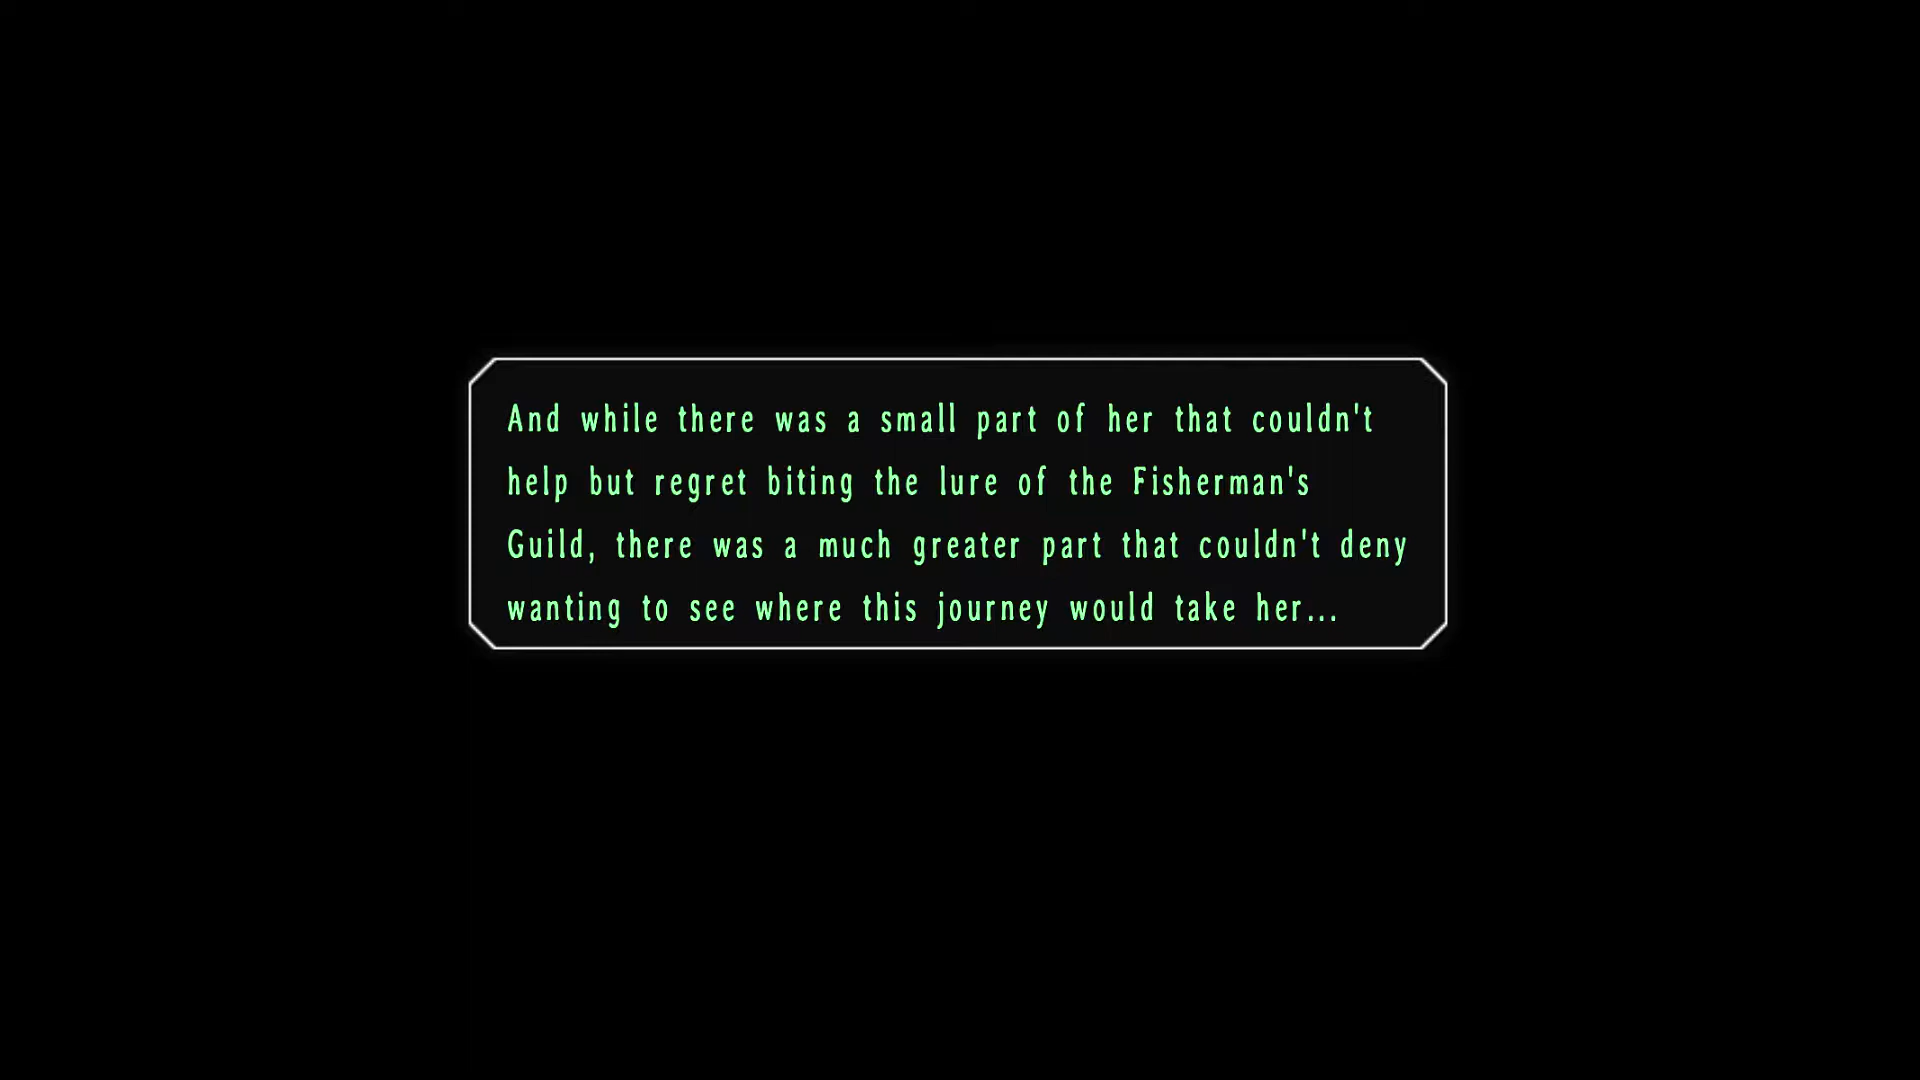 And while there was a small part of her that couldn't
help but regret biting the lure of the Fisherman's
Guild, there was a much greater part that couldn't deny
wanting to see where this journey would take her...